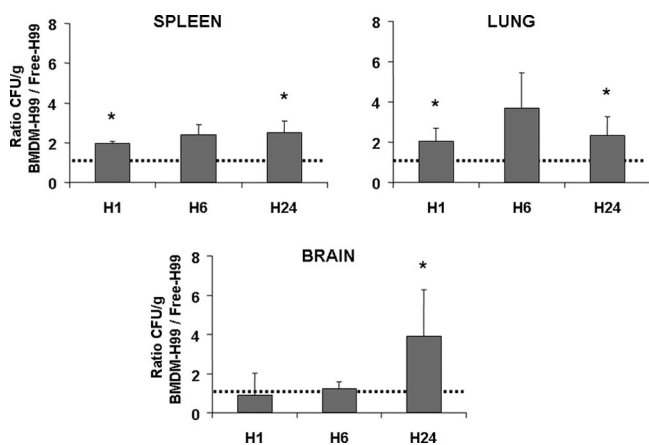 SPLEEN
Ratio CFU/g
BMDM-H99 / Free-H99
8
6
4
2
0
*
*
H1 H6 H24
LUNG
8
6
4
2
0
*
*
H1 H6 H24
BRAIN
Ratio CFU/g
BMDM-H99 / Free-H99
8
6
4
2
0
*
H1 H6 H24